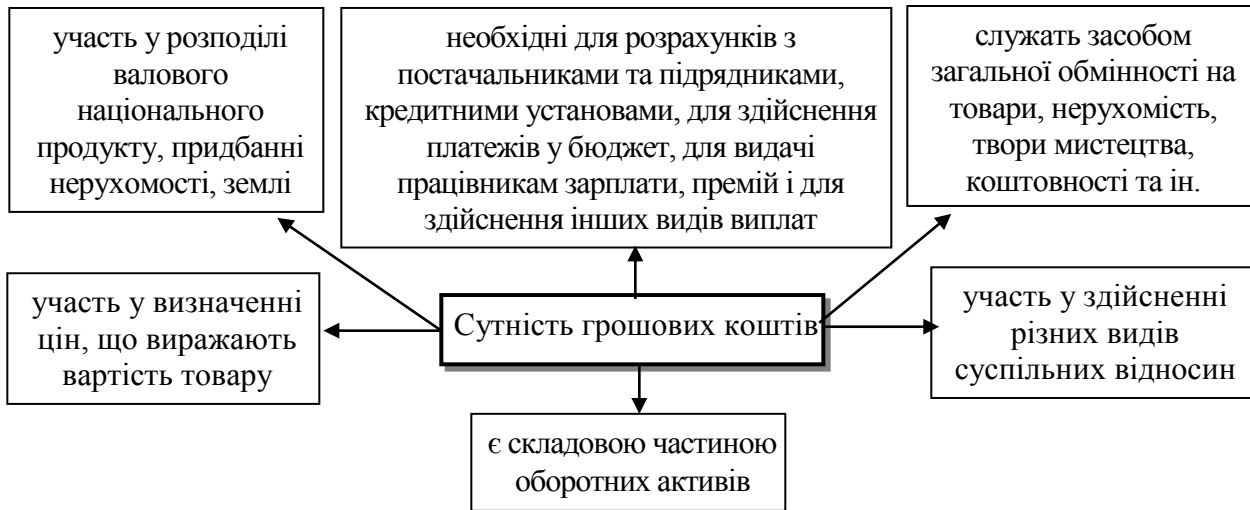 участь у розподілі
валового
національного
продукту, придбанні
нерухомості, землі
необхідні для розрахунків з
постачальниками та підрядниками,
кредитними установами, для здійснення
платежів у бюджет, для видачі
працівникам зарплати, премій і для
здійснення інших видів виплат
служать засобом
загальної обмінності на
товари, нерухомість,
твори мистецтва,
коштовності та ін.
участь у визначенні
цін, що виражають
вартість товару
Сутність грошових коштів
участь у здійсненні
різних видів
суспільних відносин
є складовою частиною
оборотних активів